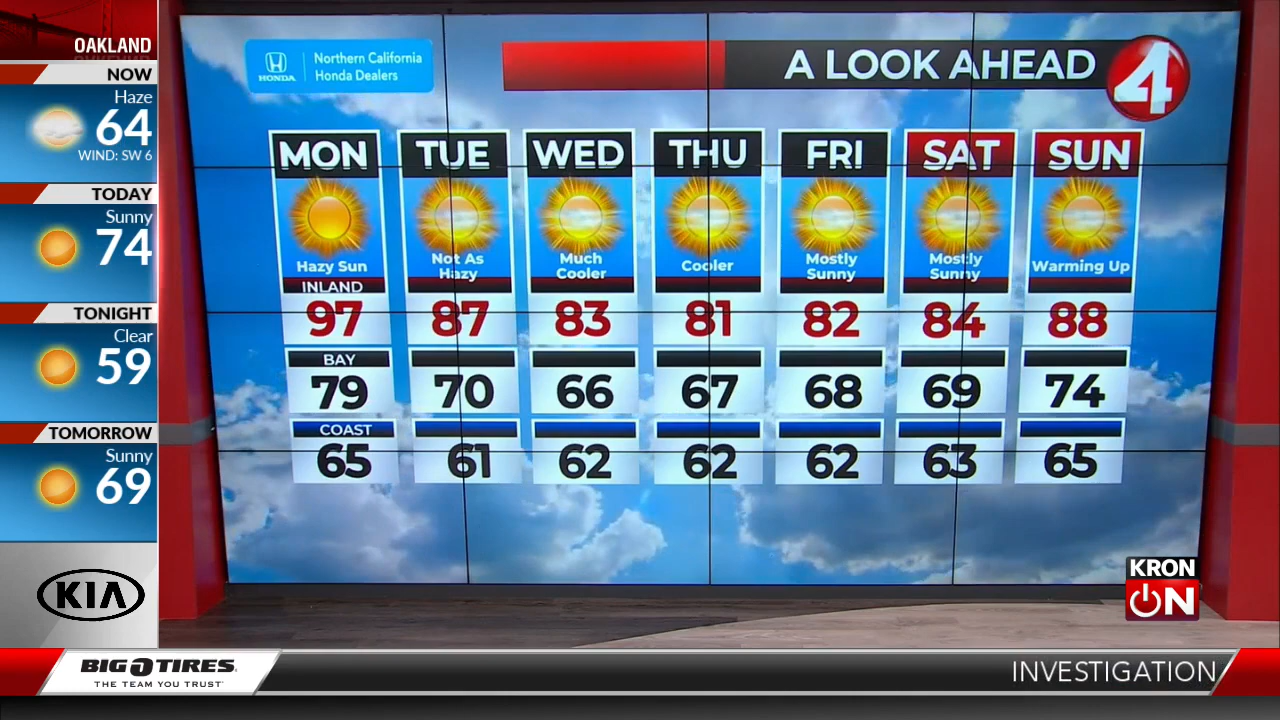 OAKLAND
NOW
Haze
64
WIND: SW 6
TODAY
Sunny
74
TONIGHT
Clear
59
TOMORROW
Sunny
69
KIA
HONDA
Northern California
Honda Dealers
A LOOK AHEAD
4
MON TUE WED THU FRI SAT SUN
Hazy Sun
Not As
Hazy
Much
Cooler
Cooler
Mostly
Sunny
Mostly
Sunny
Warming Up
INLAND
97 87 83 81 82 84 88
BAY
79 70 66 67 68 69 74
COAST
65 61 62 62 62 63 65
KRON
ON
BIG O TIRES
THE TEAM YOU TRUST
INVESTIGATION